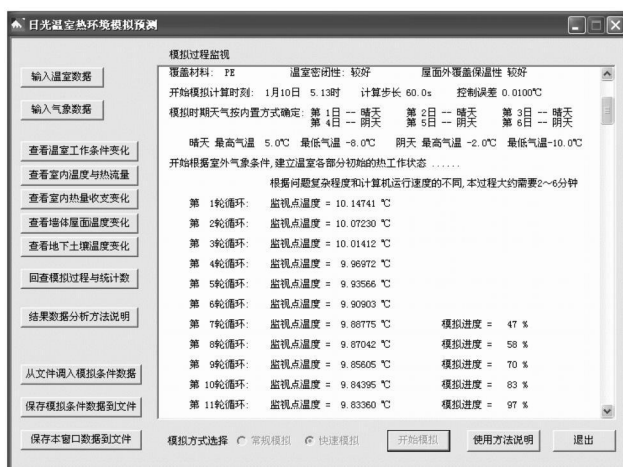 日光温室热环境模拟预测
模拟过程监视
输入温室数据
输入气象数据
查看温室工作条件变化
查看室内温度与热流量
查看室内热量收支变化
查看墙体屋面温度变化
查看地下土壤温度变化
回查模拟过程与统计数
结果数据分析方法说明
从文件调入模拟条件数据
保存模拟条件数据到文件
保存本窗口数据到文件
覆盖材料: PE 温室密闭性: 较好 屋面外覆盖保温性 较好
开始模拟计算时刻: 1月10日 5.13时 计算步长 60.0s 控制误差 0.0100℃
模拟时期天气按内置方式确定: 第 1日 -- 晴天 第 2日 -- 晴天 第 3日 -- 晴天
第 4日 -- 阴天 第 5日 -- 阴天 第 6日 -- 阴天
晴天 最高气温 5.0℃ 最低气温 -8.0℃ 阴天 最高气温 -2.0℃ 最低气温-10.0℃
开始根据室外气象条件,建立温室各部分初始的热工作状态 ......
根据问题复杂程度和计算机运行速度的不同,本过程大约需要2~6分钟
第 1轮循环: 监视点温度 = 10.14741 ℃
第 2轮循环: 监视点温度 = 10.07230 ℃
第 3轮循环: 监视点温度 = 10.01412 ℃
第 4轮循环: 监视点温度 = 9.96972 ℃
第 5轮循环: 监视点温度 = 9.93566 ℃
第 6轮循环: 监视点温度 = 9.90903 ℃
第 7轮循环: 监视点温度 = 9.88775 ℃ 模拟进度 = 47 %
第 8轮循环: 监视点温度 = 9.87042 ℃ 模拟进度 = 58 %
第 9轮循环: 监视点温度 = 9.85605 ℃ 模拟进度 = 70 %
第 10轮循环: 监视点温度 = 9.84395 ℃ 模拟进度 = 83 %
第 11轮循环: 监视点温度 = 9.83360 ℃ 模拟进度 = 97 %
模拟方式选择 常规模拟 快速模拟 开始模拟 使用方法说明 退出